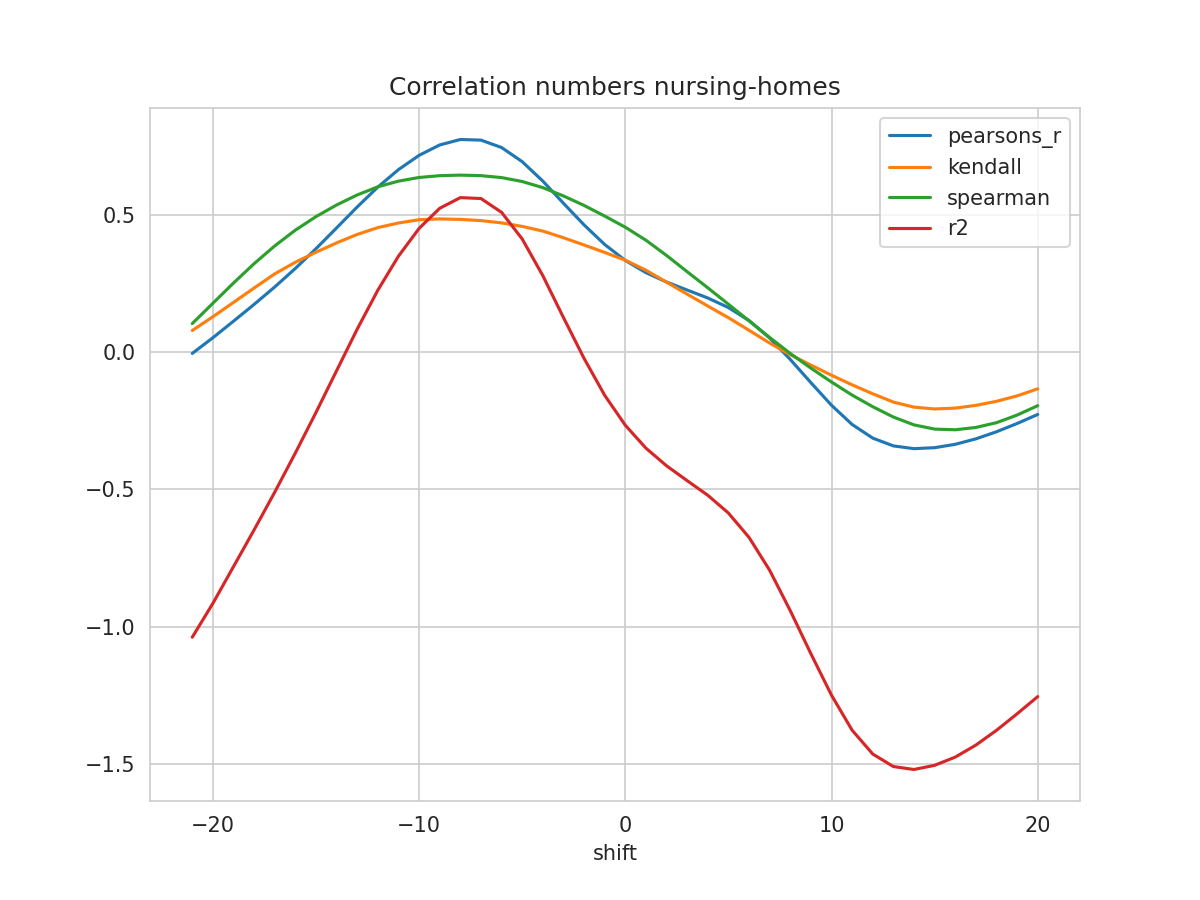 Correlation numbers nursing-homes
pearsons_r
kendall
spearman
r2
0.5
0.0
−0.5
−1.0
−1.5
−20 −10 0 10 20
shift